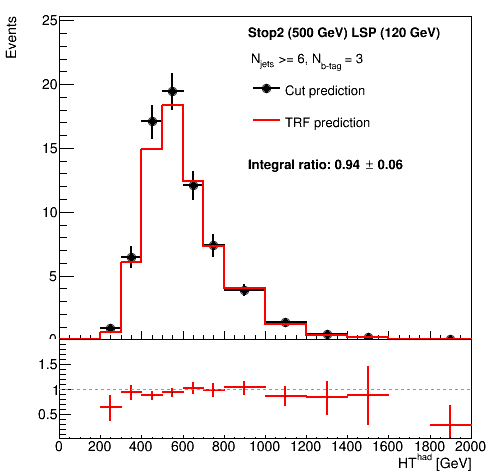 Events
25
20
15
10
5
0
Stop2 (500 GeV) LSP (120 GeV)
N_jets >= 6, N_b-tag = 3
Cut prediction
TRF prediction
Integral ratio: 0.94 ± 0.06
1.5
1
0.5
0 200 400 600 800 1000 1200 1400 1600 1800 2000
HT^had [GeV]